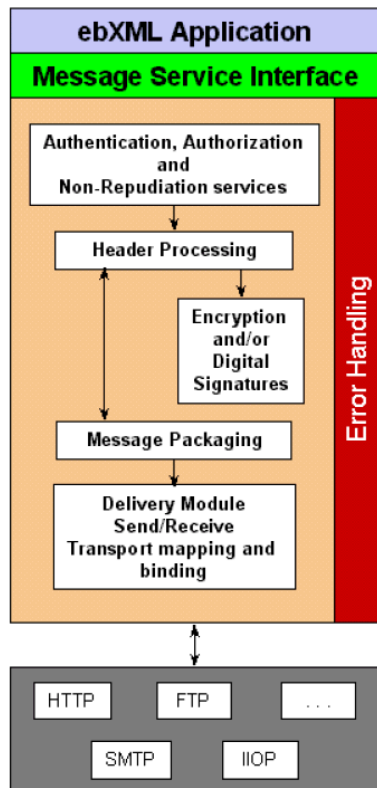 ebXML Application
Message Service Interface
Authentication, Authorization
and
Non-Repudiation services
Header Processing
Encryption
and/or
Digital
Signatures
Message Packaging
Delivery Module
Send/Receive
Transport mapping and
binding
Error Handling
HTTP
FTP
. . .
SMTP
IIOP